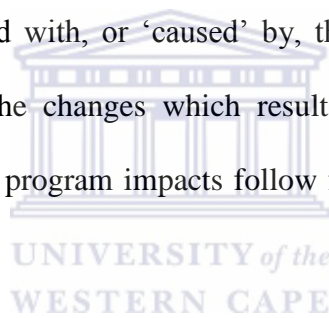 d with, or ‘caused’ by, th
he changes which result
program impacts follow
UNIVERSITY of the
WESTERN CAPE